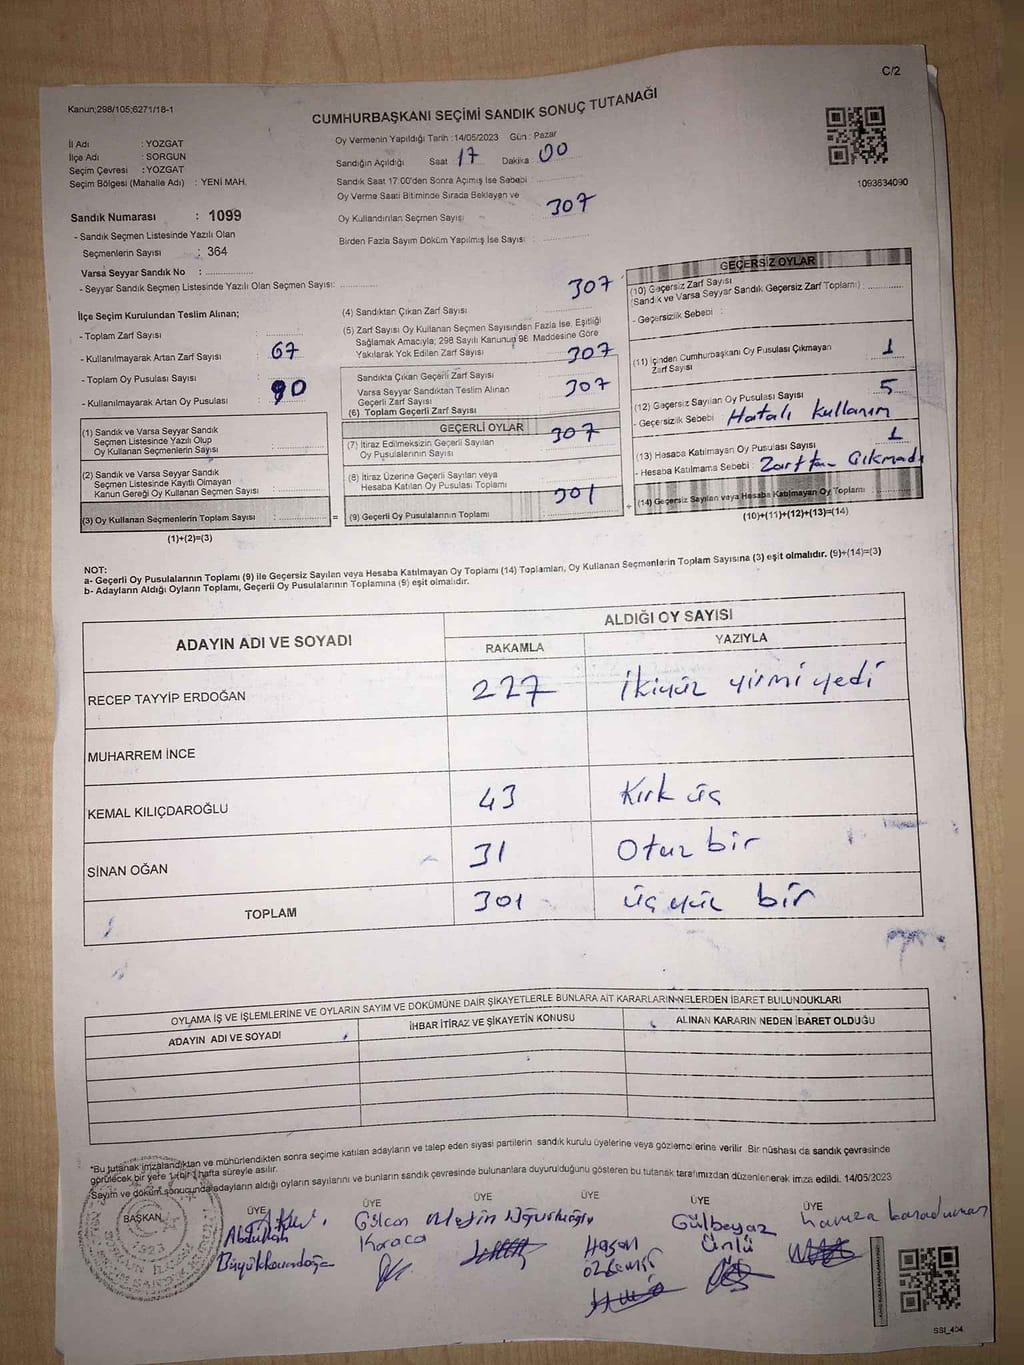 C/2
Kanun;298/105;6271/18-1
CUMHURBAŞKANI SEÇİMİ SANDIK SONUÇ TUTANAĞI
İl Adı : YOZGAT
İlçe Adı : SORGUN
Seçim Çevresi : YOZGAT
Seçim Bölgesi (Mahalle Adı) : YENİ MAH.
Oy Vermenin Yapıldığı Tarih :14/05/2023 Gün : Pazar
Sandığın Açıldığı Saat 17 Dakika 00
Sandık Saat 17:00'den Sonra Açımış İse Sebebi :
Oy Verme Saati Bitiminde Sırada Bekleyen ve
Oy Kullandırılan Seçmen Sayısı 307
Birden Fazla Sayım Döküm Yapılmış İse Sayısı :
1093634090
Sandık Numarası : 1099
- Sandık Seçmen Listesinde Yazılı Olan
Seçmenlerin Sayısı : 364
Varsa Seyyar Sandık No :
- Seyyar Sandık Seçmen Listesinde Yazılı Olan Seçmen Sayısı:
İlçe Seçim Kurulundan Teslim Alınan;
- Toplam Zarf Sayısı :
- Kullanılmayarak Artan Zarf Sayısı : 67
- Toplam Oy Pusulası Sayısı :
- Kullanılmayarak Artan Oy Pusulası : 90
(1) Sandık ve Varsa Seyyar Sandık
Seçmen Listesinde Yazılı Olup
Oy Kullanan Seçmenlerin Sayısı :
(2) Sandık ve Varsa Seyyar Sandık
Seçmen Listesinde Kayıtlı Olmayan
Kanun Gereği Oy Kullanan Seçmen Sayısı :
(3) Oy Kullanan Seçmenlerin Toplam Sayısı :
(1)+(2)=(3)
(4) Sandıktan Çıkan Zarf Sayısı 307
(5) Zarf Sayısı Oy Kullanan Seçmen Sayısından Fazla İse, Eşitliği
Sağlamak Amacıyla; 298 Sayılı Kanunun 98. Maddesine Göre
Yakılarak Yok Edilen Zarf Sayısı 307
Sandıkta Çıkan Geçerli Zarf Sayısı
Varsa Seyyar Sandıktan Teslim Alınan
Geçerli Zarf Sayısı 307
(6) Toplam Geçerli Zarf Sayısı
GEÇERLİ OYLAR
(7) İtiraz Edilmeksizin Geçerli Sayılan
Oy Pusulalarının Sayısı 307
(8) İtiraz Üzerine Geçerli Sayılan veya
Hesaba Katılan Oy Pusulası Toplamı
(9) Geçerli Oy Pusulalarının Toplamı 301
GEÇERSİZ OYLAR
(10) Geçersiz Zarf Sayısı
(Sandık ve Varsa Seyyar Sandık Geçersiz Zarf Toplamı) :
- Geçersizlik Sebebi :
(11) İçinden Cumhurbaşkanı Oy Pusulası Çıkmayan
Zarf Sayısı 1
(12) Geçersiz Sayılan Oy Pusulası Sayısı 5
- Geçersizlik Sebebi : Hatalı kullanım
(13) Hesaba Katılmayan Oy Pusulası Sayısı 1
- Hesaba Katılmama Sebebi : Zarftan Çıkmadı
(14) Geçersiz Sayılan veya Hesaba Katılmayan Oy Toplamı :
(10)+(11)+(12)+(13)=(14)
NOT:
a- Geçerli Oy Pusulalarının Toplamı (9) ile Geçersiz Sayılan veya Hesaba Katılmayan Oy Toplamı (14) Toplamları, Oy Kullanan Seçmenlerin Toplam Sayısına (3) eşit olmalıdır. (9)+(14)=(3)
b- Adayların Aldığı Oyların Toplamı, Geçerli Oy Pusulalarının Toplamına (9) eşit olmalıdır.
ADAYIN ADI VE SOYADI
ALDIĞI OY SAYISI
RAKAMLA YAZIYLA
RECEP TAYYİP ERDOĞAN 227 ikiyüz yirmi yedi
MUHARREM İNCE
KEMAL KILIÇDAROĞLU 43 Kırk üç
SİNAN OĞAN 31 Otuz bir
TOPLAM 301 üç yüz bir
OYLAMA İŞ VE İŞLEMLERİNE VE OYLARIN SAYIM VE DÖKÜMÜNE DAİR ŞİKAYETLERLE BUNLARA AİT KARARLARIN NELERDEN İBARET BULUNDUKLARI
ADAYIN ADI VE SOYADI İHBAR İTİRAZ VE ŞİKAYETİN KONUSU ALINAN KARARIN NEDEN İBARET OLDUĞU
*Bu tutanak imzalandıktan ve mühürlendikten sonra seçime katılan adayların ve talep eden siyasi partilerin sandık kurulu üyelerine veya gözlemcilerine verilir. Bir nüshası da sandık çevresinde
görülecek bir yere 1 (bir) hafta süreyle asılır.
Sayım ve döküm sonucunda adayların aldığı oyların sayılarını ve bunların sandık çevresinde bulunanlara duyurulduğunu gösteren bu tutanak tarafımızdan düzenlenerek imza edildi. 14/05/2023
BAŞKAN ÜYE ÜYE ÜYE ÜYE ÜYE ÜYE
1923
Abdullah
Gülcan Karaca
Metin
Hasan
Gülbeyaz Ünlü
Hamza Karaduman
SSI_404